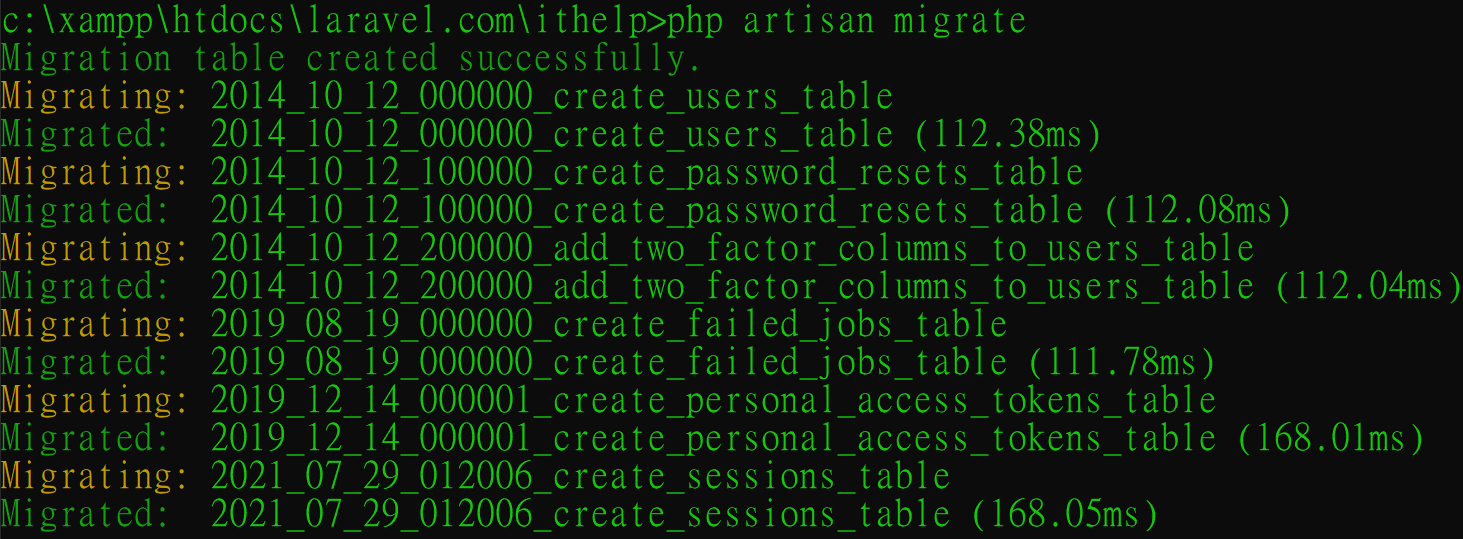 c:\xampp\htdocs\laravel.com\ithelp>php artisan migrate
Migration table created successfully.
Migrating: 2014_10_12_000000_create_users_table
Migrated:  2014_10_12_000000_create_users_table (112.38ms)
Migrating: 2014_10_12_100000_create_password_resets_table
Migrated:  2014_10_12_100000_create_password_resets_table (112.08ms)
Migrating: 2014_10_12_200000_add_two_factor_columns_to_users_table
Migrated:  2014_10_12_200000_add_two_factor_columns_to_users_table (112.04ms)
Migrating: 2019_08_19_000000_create_failed_jobs_table
Migrated:  2019_08_19_000000_create_failed_jobs_table (111.78ms)
Migrating: 2019_12_14_000001_create_personal_access_tokens_table
Migrated:  2019_12_14_000001_create_personal_access_tokens_table (168.01ms)
Migrating: 2021_07_29_012006_create_sessions_table
Migrated:  2021_07_29_012006_create_sessions_table (168.05ms)